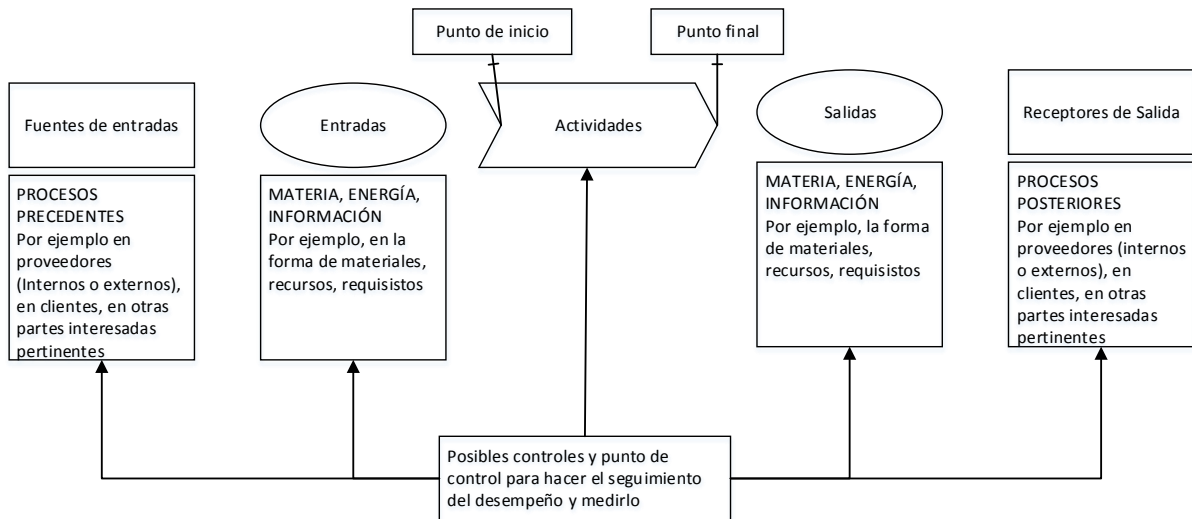 Punto de inicio
Punto final
Fuentes de entradas
Entradas
Actividades
Salidas
Receptores de Salida
PROCESOS
PRECEDENTES
Por ejemplo en
proveedores
(Internos o externos),
en clientes, en otras
partes interesadas
pertinentes
MATERIA, ENERGÍA,
INFORMACIÓN
Por ejemplo, en la
forma de materiales,
recursos, requisistos
MATERIA, ENERGÍA,
INFORMACIÓN
Por ejemplo, la forma
de materiales,
recursos, requisistos
PROCESOS
POSTERIORES
Por ejemplo en
proveedores (internos
o externos), en
clientes, en otras
partes interesadas
pertinentes
Posibles controles y punto de
control para hacer el seguimiento
del desempeño y medirlo